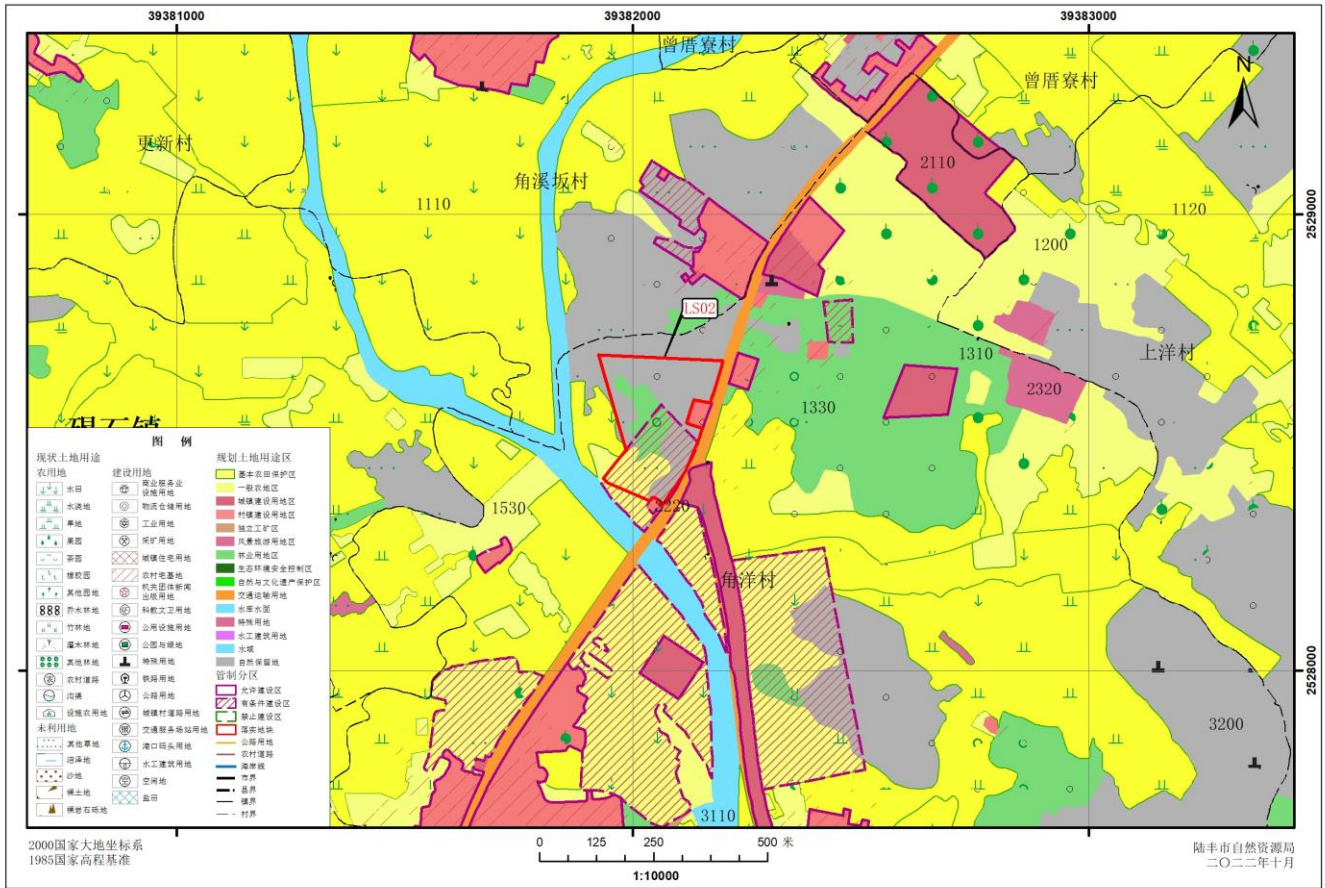 39381000
39382000
39383000
曾厝寮村
曾厝寮村
N
更新村
2110
角溪坂村
1110
1120
2529000
1200
LS02
1310
上洋村
2320
1330
碣石镇
1530
2220
角洋村
2528000
3200
3110
图 例
现状土地用途
农用地
水田
水浇地
旱地
果园
茶园
橡胶园
其他园地
乔木林地
竹林地
灌木林地
其他林地
农村道路
沟渠
设施农用地
未利用地
其他草地
沼泽地
沙地
裸土地
裸岩石砾地
建设用地
商业服务业
设施用地
物流仓储用地
工业用地
采矿用地
城镇住宅用地
农村宅基地
机关团体新闻
出版用地
科教文卫用地
公用设施用地
公园与绿地
特殊用地
铁路用地
公路用地
城镇村道路用地
交通服务场站用地
港口码头用地
水工建筑用地
空闲地
盐田
规划土地用途区
基本农田保护区
一般农地区
城镇建设用地区
村镇建设用地区
独立工矿区
风景旅游用地区
林业用地区
生态环境安全控制区
自然与文化遗产保护区
交通运输用地
水库水面
特殊用地
水工建筑用地
水域
自然保留地
管制分区
允许建设区
有条件建设区
禁止建设区
落实地块
公路用地
农村道路
海岸线
市界
县界
镇界
村界
2000国家大地坐标系
1985国家高程基准
0 125 250 500 米
1:10000
陆丰市自然资源局
二〇二二年十月